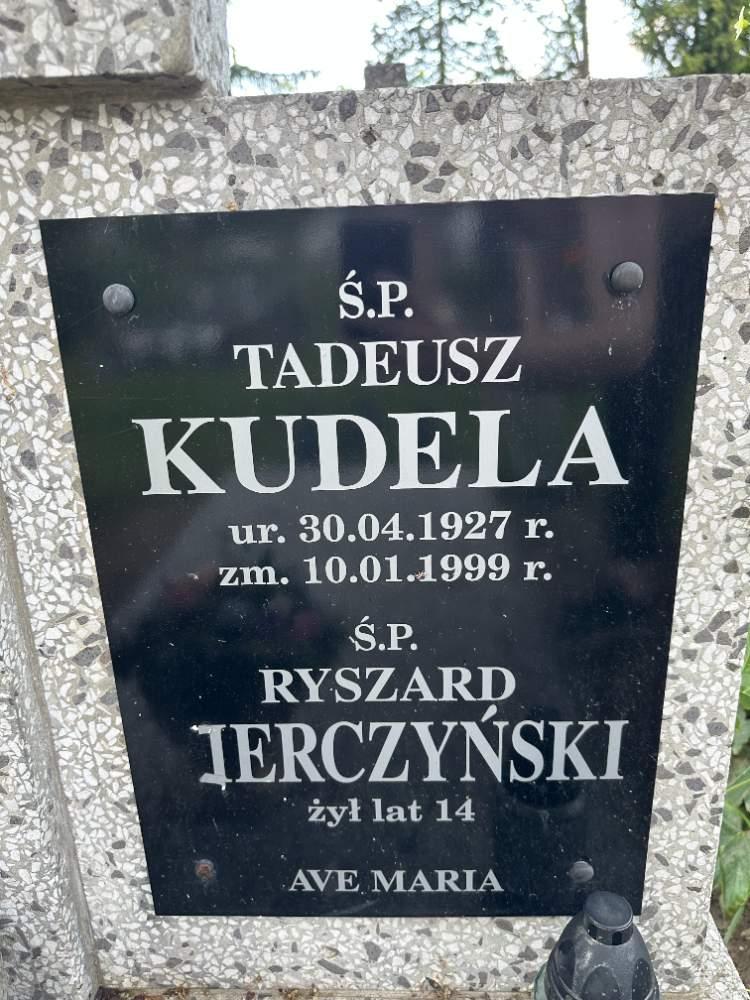 Ś.P.
TADEUSZ
KUDELA
ur. 30.04.1927 r.
zm. 10.01.1999 r.
Ś.P.
RYSZARD
JERCZYŃSKI
żył lat 14
AVE MARIA